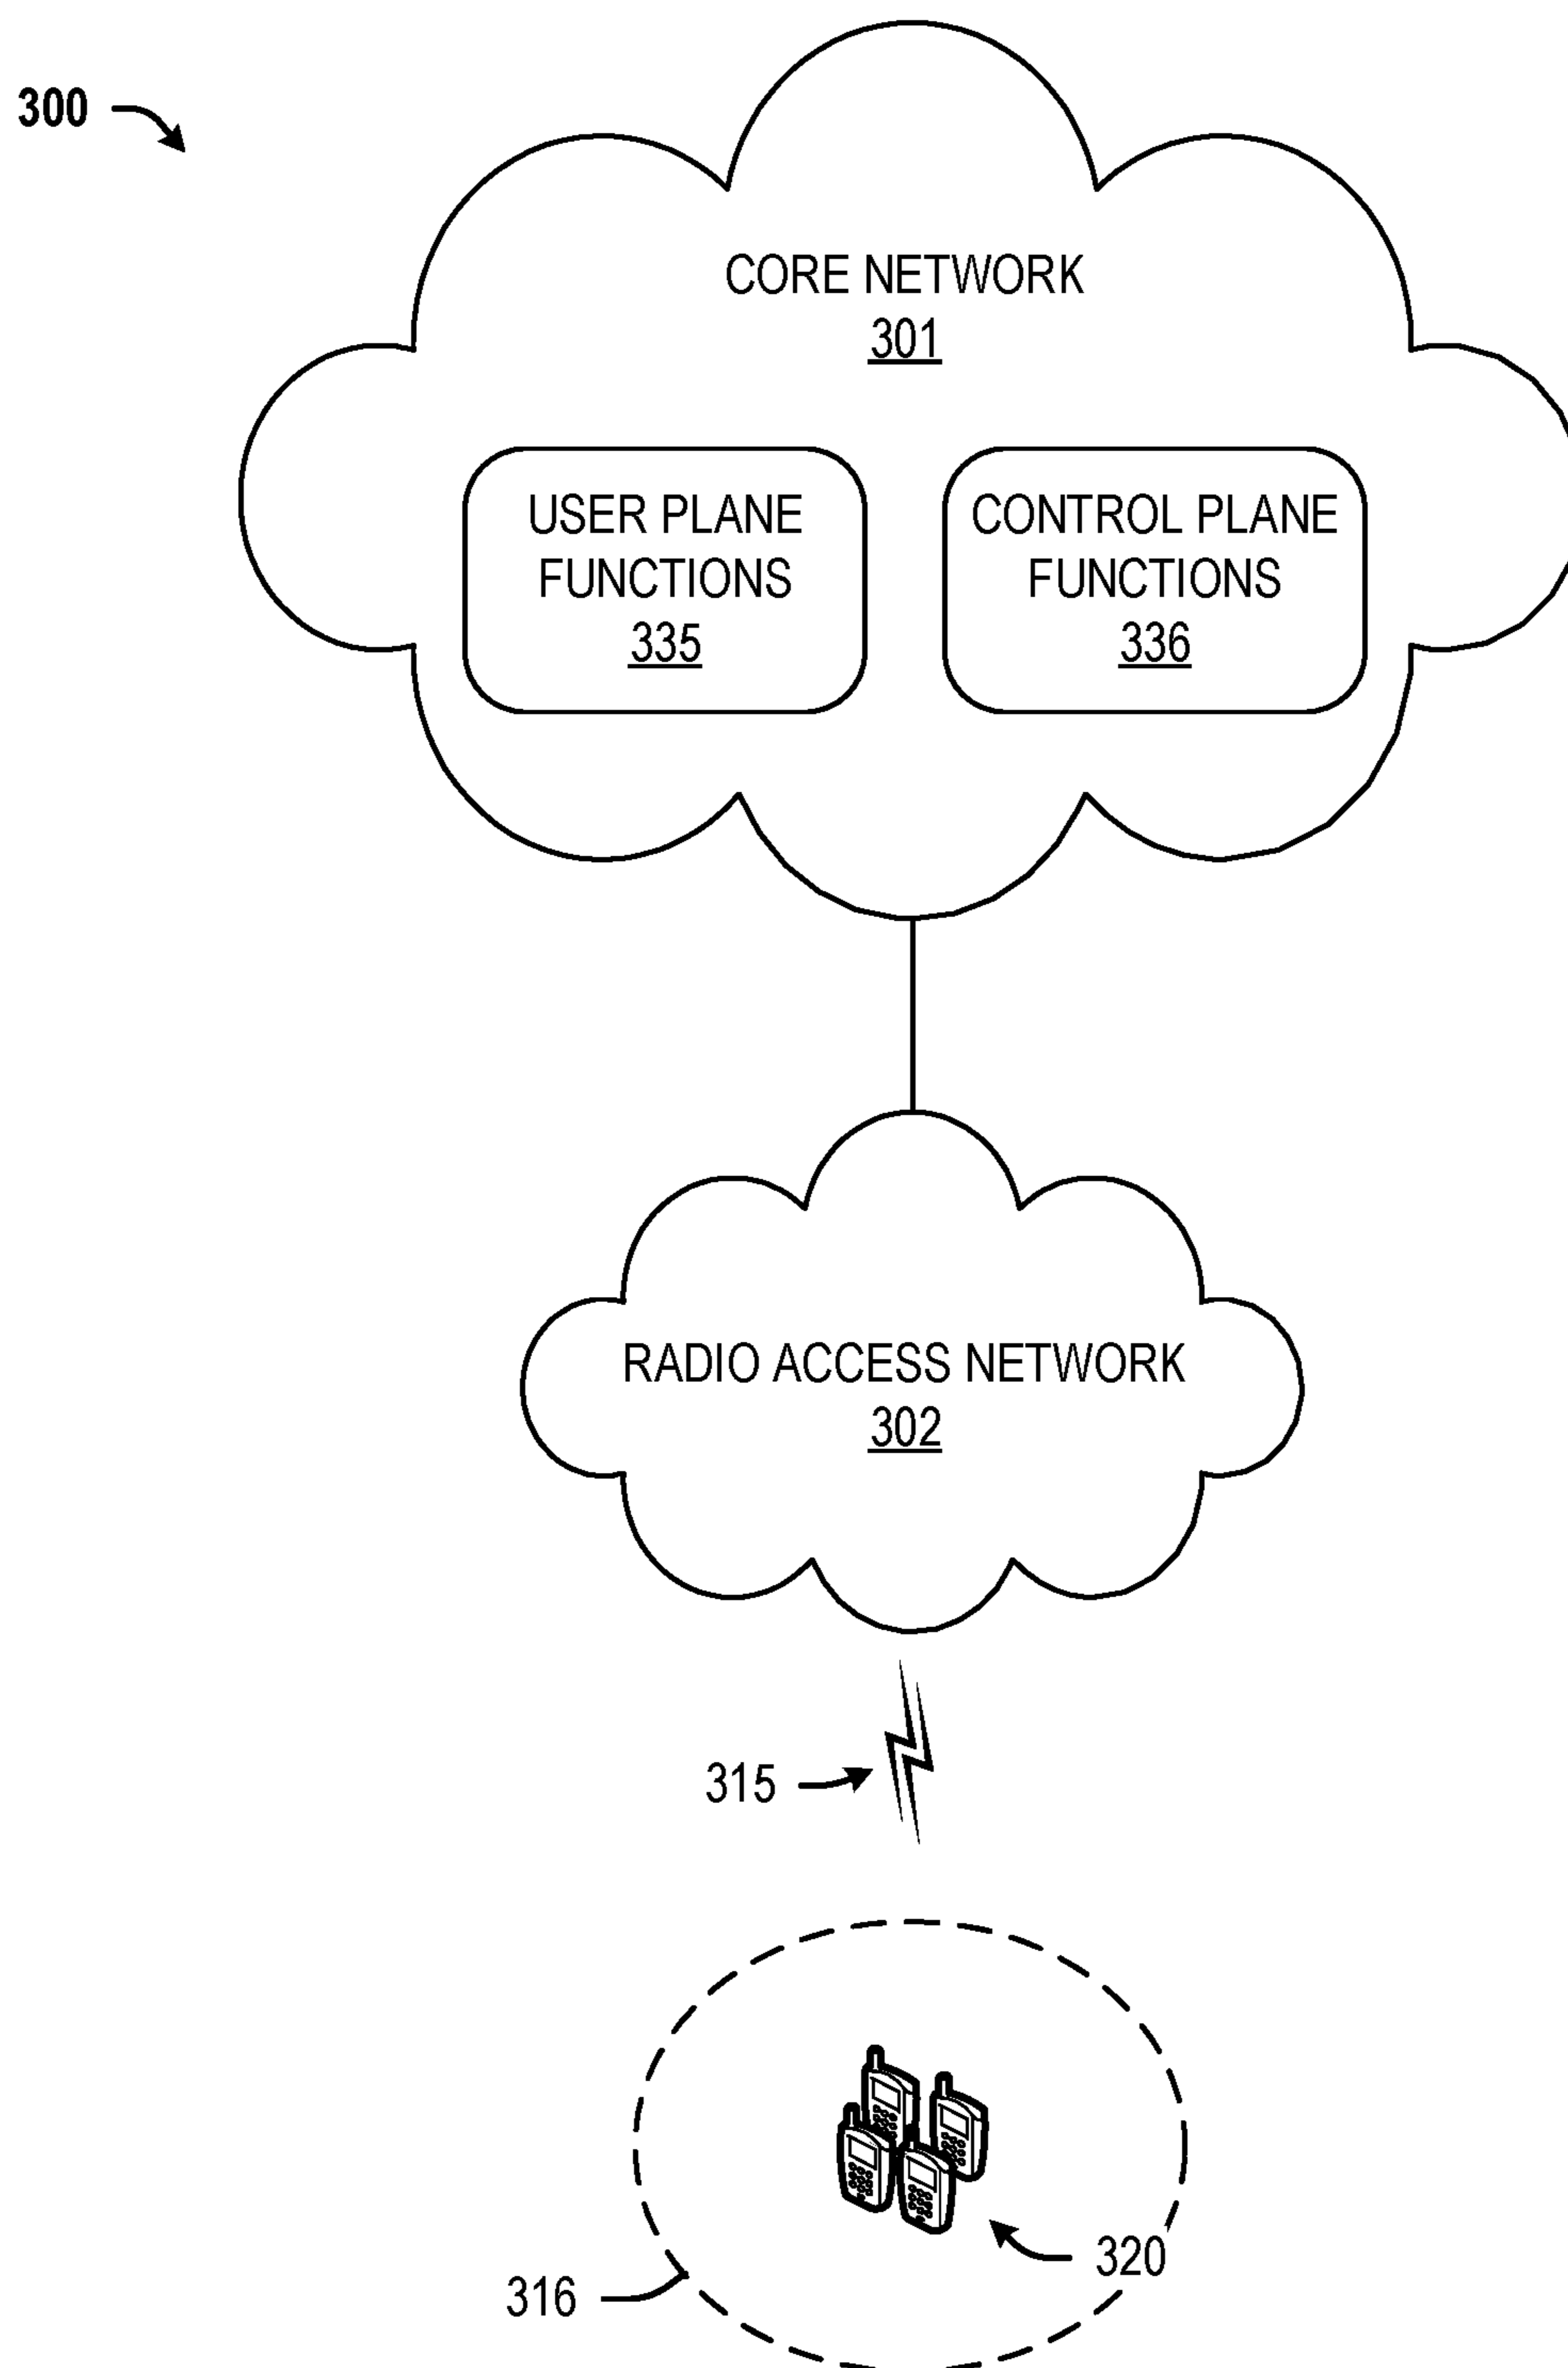 300
CORE NETWORK
301
USER PLANE
FUNCTIONS
335
CONTROL PLANE
FUNCTIONS
336
RADIO ACCESS NETWORK
302
315
320
316